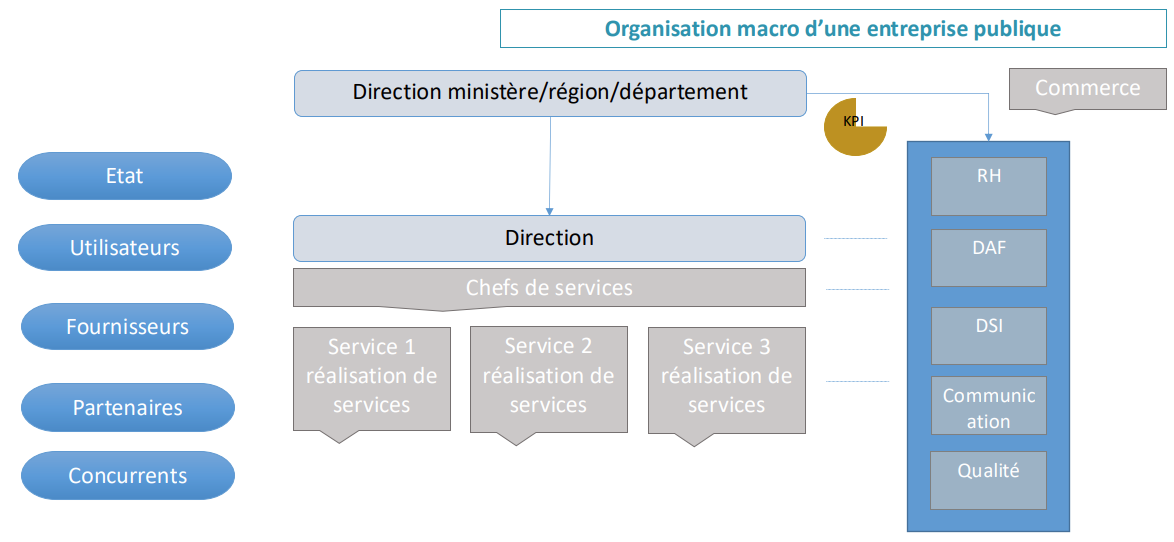 Organisation macro d'une entreprise publique
Direction ministère/région/département
Commerce
KPI
RH
Etat
Utilisateurs
Direction
DAF
Chefs de services
Fournisseurs
Service 1
réalisation de
services
Service 2
réalisation de
services
Service 3
réalisation de
services
DSI
Partenaires
Communic
ation
Concurrents
Qualité